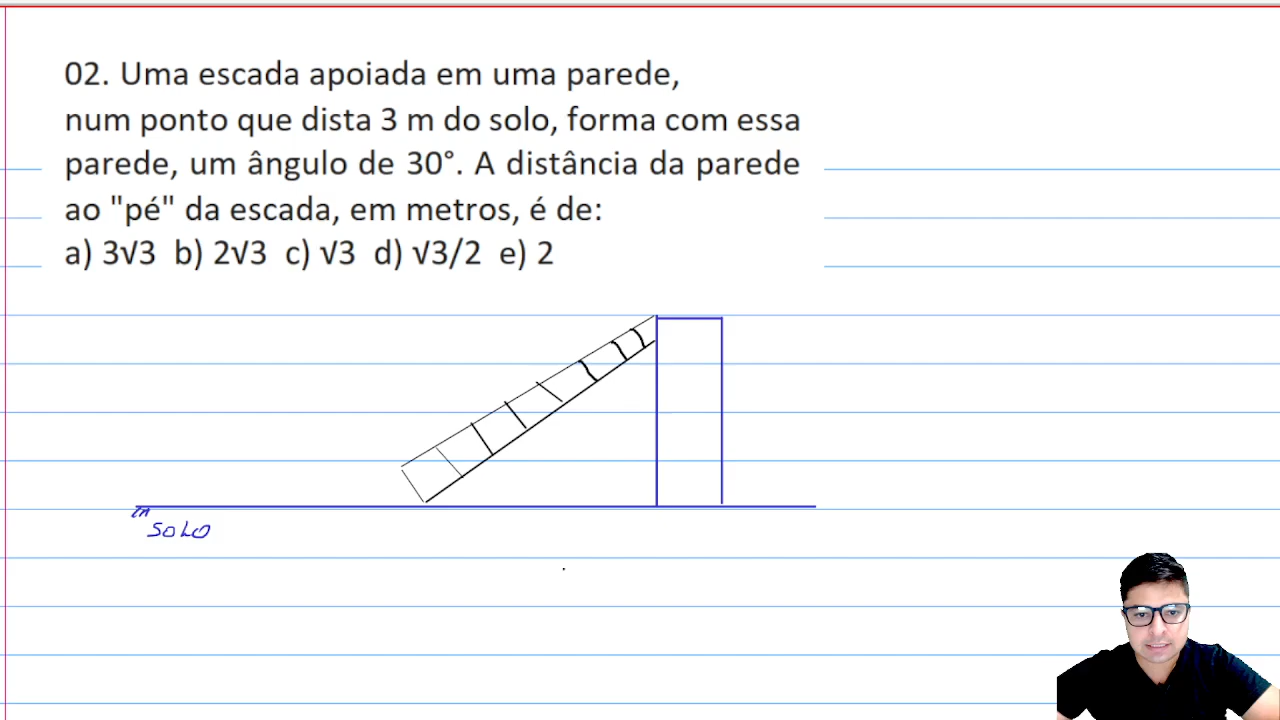 02. Uma escada apoiada em uma parede,
num ponto que dista 3 m do solo, forma com essa
parede, um ângulo de 30°. A distância da parede
ao "pé" da escada, em metros, é de:
a) 3√3 b) 2√3 c) √3 d) √3/2 e) 2
SOLO